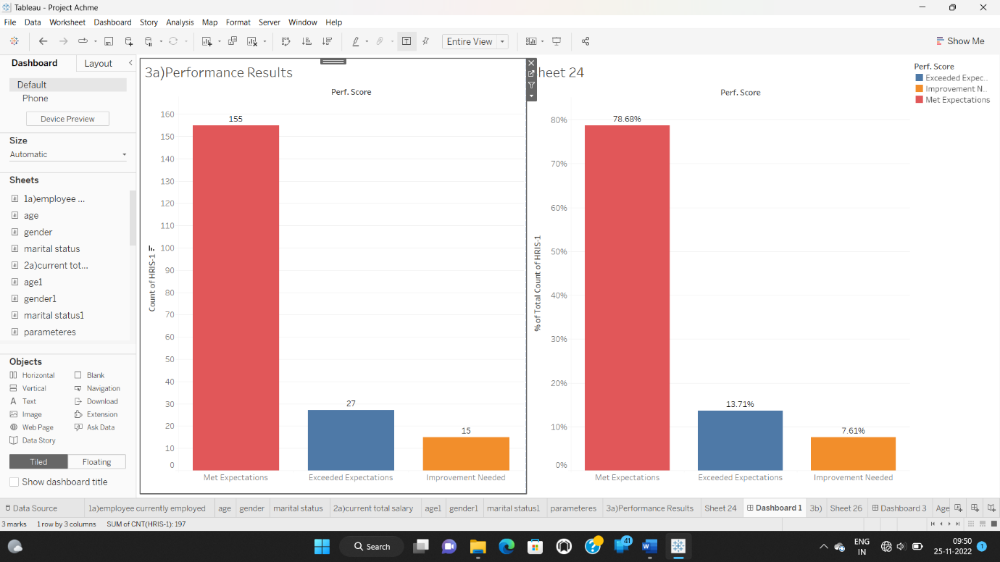 Tableau - Project Achme
File Data Worksheet Dashboard Story Analysis Map Format Server Window Help
Entire View
Show Me
Dashboard
Layout
Default
Phone
Device Preview
Size
Automatic
Sheets
1a)employee ...
age
gender
marital status
2a)current tot...
age1
gender1
marital status1
parameteres
Objects
Horizontal
Blank
Vertical
Navigation
Text
Download
Image
Extension
Web Page
Ask Data
Data Story
Tiled
Floating
Show dashboard title
3a)Performance Results
Perf. Score
Count of HRIS-1
160
150
140
130
120
110
100
90
80
70
60
50
40
30
20
10
0
155
27
15
Met Expectations
Exceeded Expectations
Improvement Needed
heet 24
Perf. Score
% of Total Count of HRIS-1
80%
70%
60%
50%
40%
30%
20%
10%
0%
78.68%
13.71%
7.61%
Met Expectations
Exceeded Expectations
Improvement Needed
Perf. Score
Exceeded Expec..
Improvement N..
Met Expectations
Data Source
1a)employee currently employed
age
gender
marital status
2a)current total salary
age1
gender1
marital status1
parameteres
3a)Performance Results
Sheet 24
Dashboard 1
3b)
Sheet 26
Dashboard 3
Age
3 marks 1 row by 3 columns SUM of CNT(HRIS-1): 197
Search
41
W
ENG
IN
09:50
25-11-2022
1